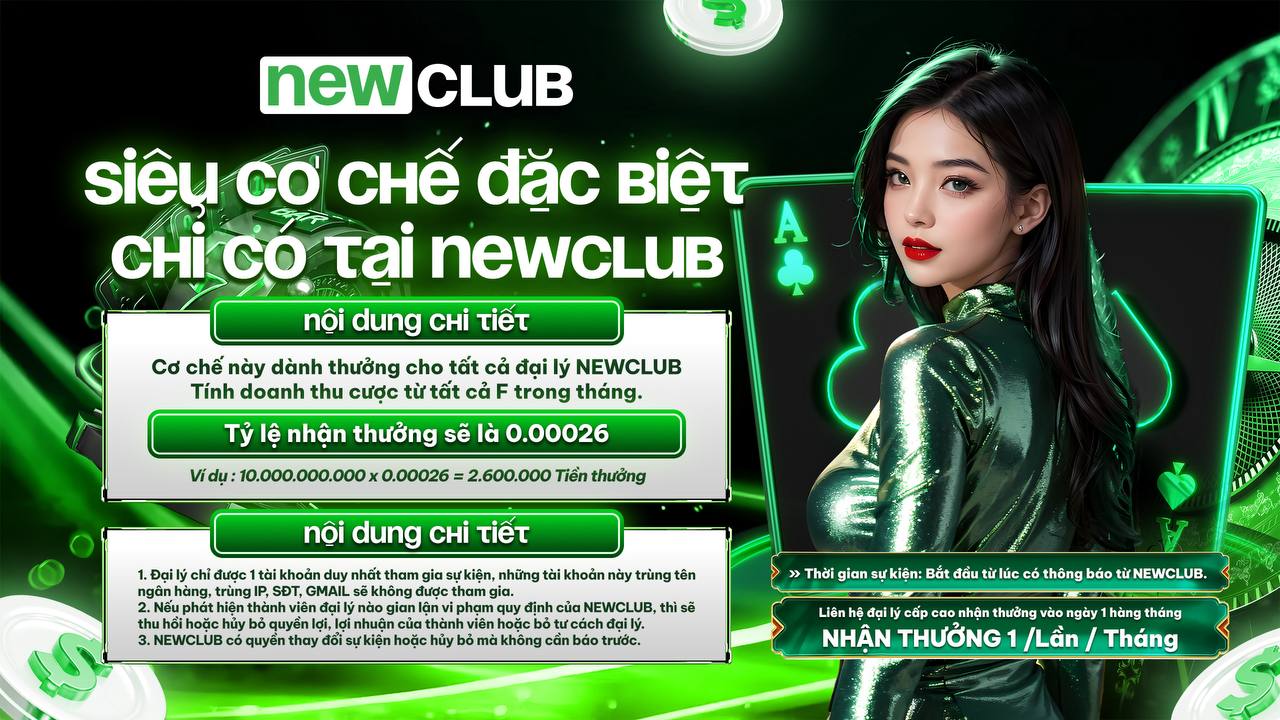 new CLUB
siêu cơ chế đặc biệt
chỉ có tại newclub
nội dung chi tiết
Cơ chế này dành thưởng cho tất cả đại lý NEWCLUB
Tính doanh thu cược từ tất cả F trong tháng.
Tỷ lệ nhận thưởng sẽ là 0.00026
Ví dụ : 10.000.000.000 x 0.00026 = 2.600.000 Tiền thưởng
nội dung chi tiết
1. Đại lý chỉ được 1 tài khoản duy nhất tham gia sự kiện, những tài khoản này trùng tên
ngân hàng, trùng IP, SĐT, GMAIL sẽ không được tham gia.
2. Nếu phát hiện thành viên đại lý nào gian lận vi phạm quy định của NEWCLUB, thì sẽ
thu hồi hoặc hủy bỏ quyền lợi, lợi nhuận của thành viên hoặc bỏ tư cách đại lý.
3. NEWCLUB có quyền thay đổi sự kiện hoặc hủy bỏ mà không cần báo trước.
A
A
BAR
IV
» Thời gian sự kiện: Bắt đầu từ lúc có thông báo từ NEWCLUB.
Liên hệ đại lý cấp cao nhận thưởng vào ngày 1 hàng tháng
NHẬN THƯỞNG 1 /Lần / Tháng